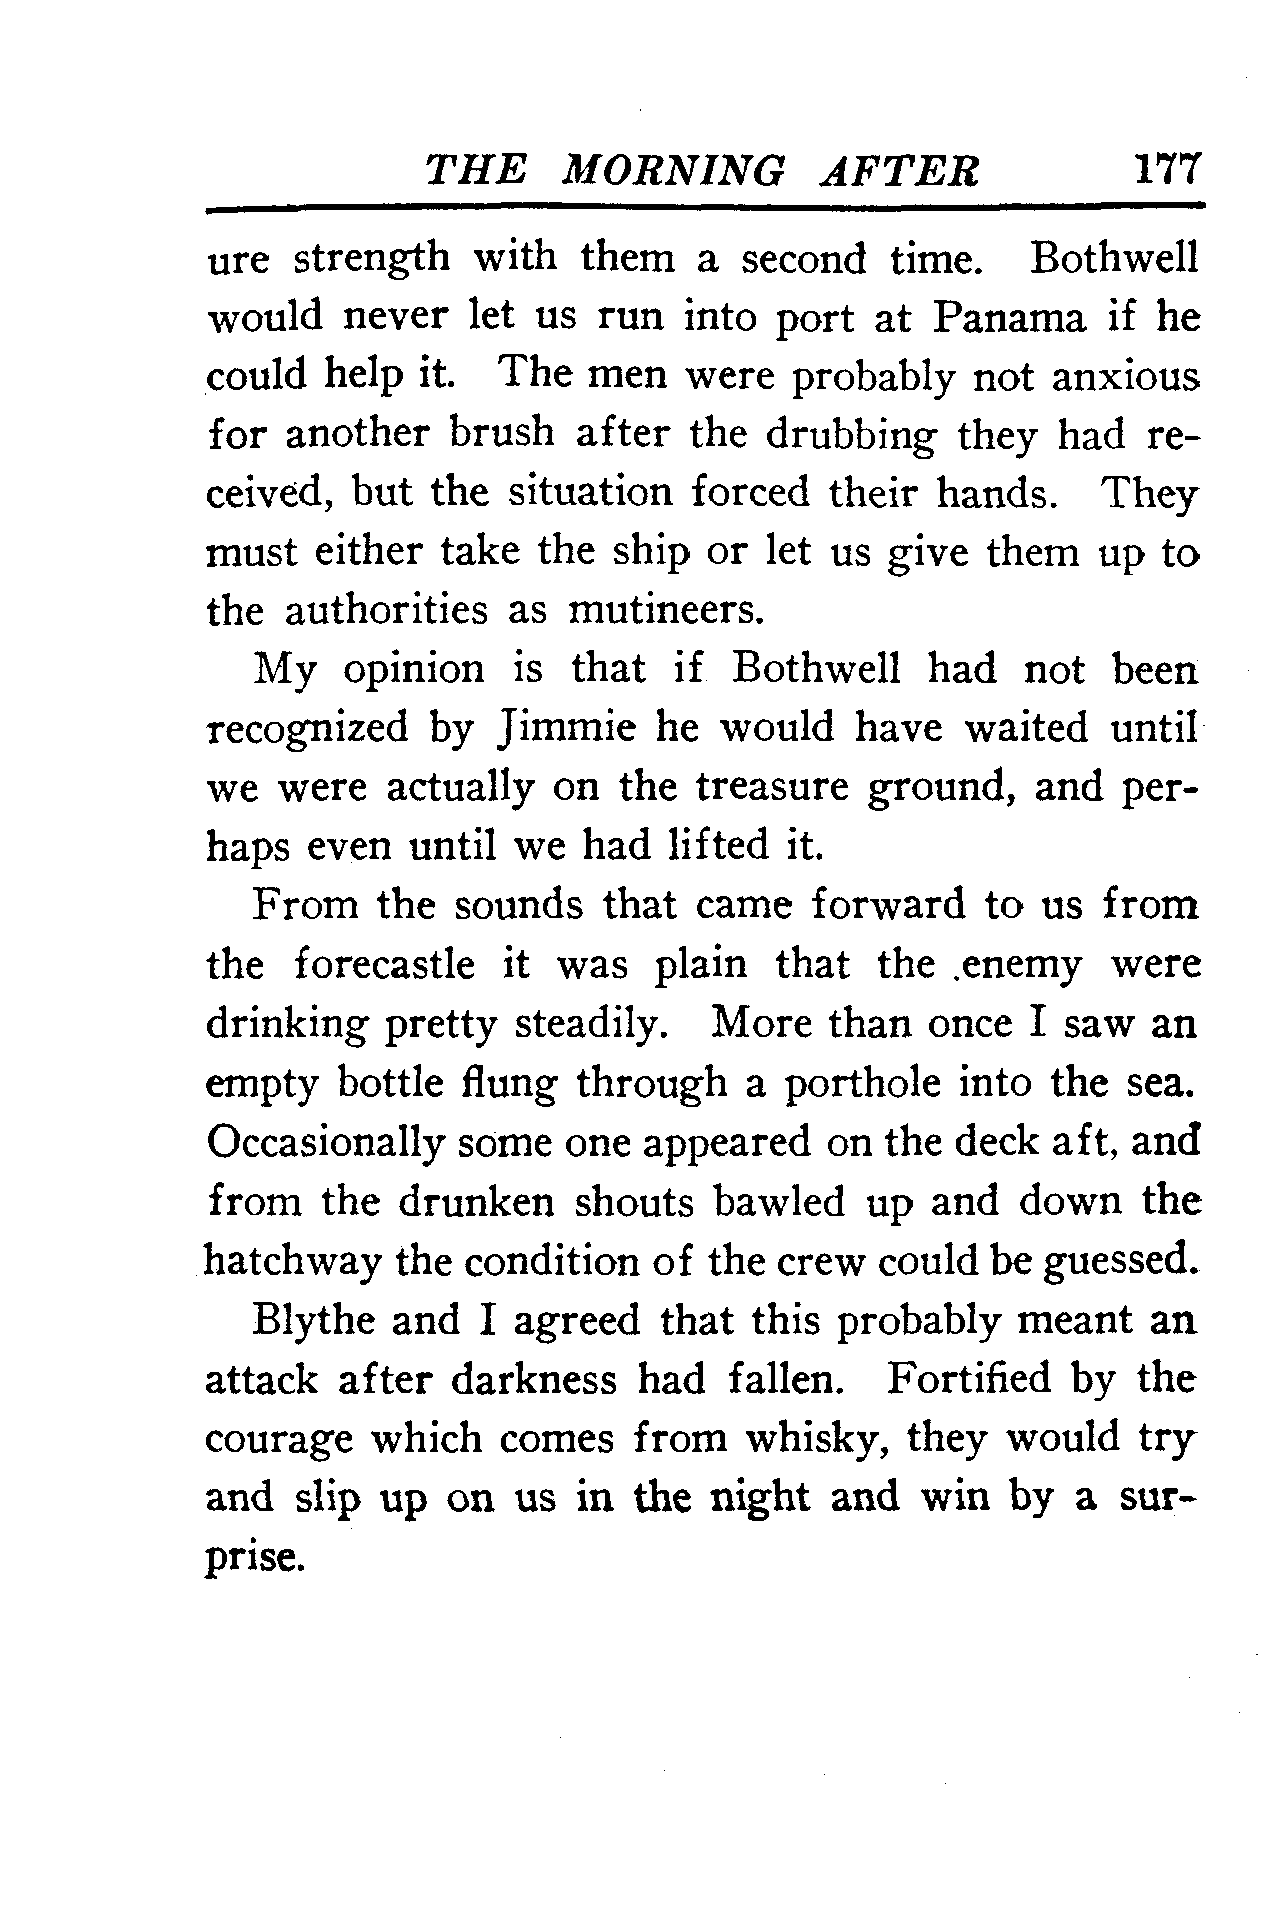 THE MORNING AFTER 177
ure strength with them a second time. Bothwell
would never let us run into port at Panama if he
could help it. The men were probably not anxious
for another brush after the drubbing they had re-
ceived, but the situation forced their hands. They
must either take the ship or let us give them up to
the authorities as mutineers.
My opinion is that if Bothwell had not been
recognized by Jimmie he would have waited until
we were actually on the treasure ground, and per-
haps even until we had lifted it.
From the sounds that came forward to us from
the forecastle it was plain that the enemy were
drinking pretty steadily. More than once I saw an
empty bottle flung through a porthole into the sea.
Occasionally some one appeared on the deck aft, and
from the drunken shouts bawled up and down the
hatchway the condition of the crew could be guessed.
Blythe and I agreed that this probably meant an
attack after darkness had fallen. Fortified by the
courage which comes from whisky, they would try
and slip up on us in the night and win by a sur-
prise.